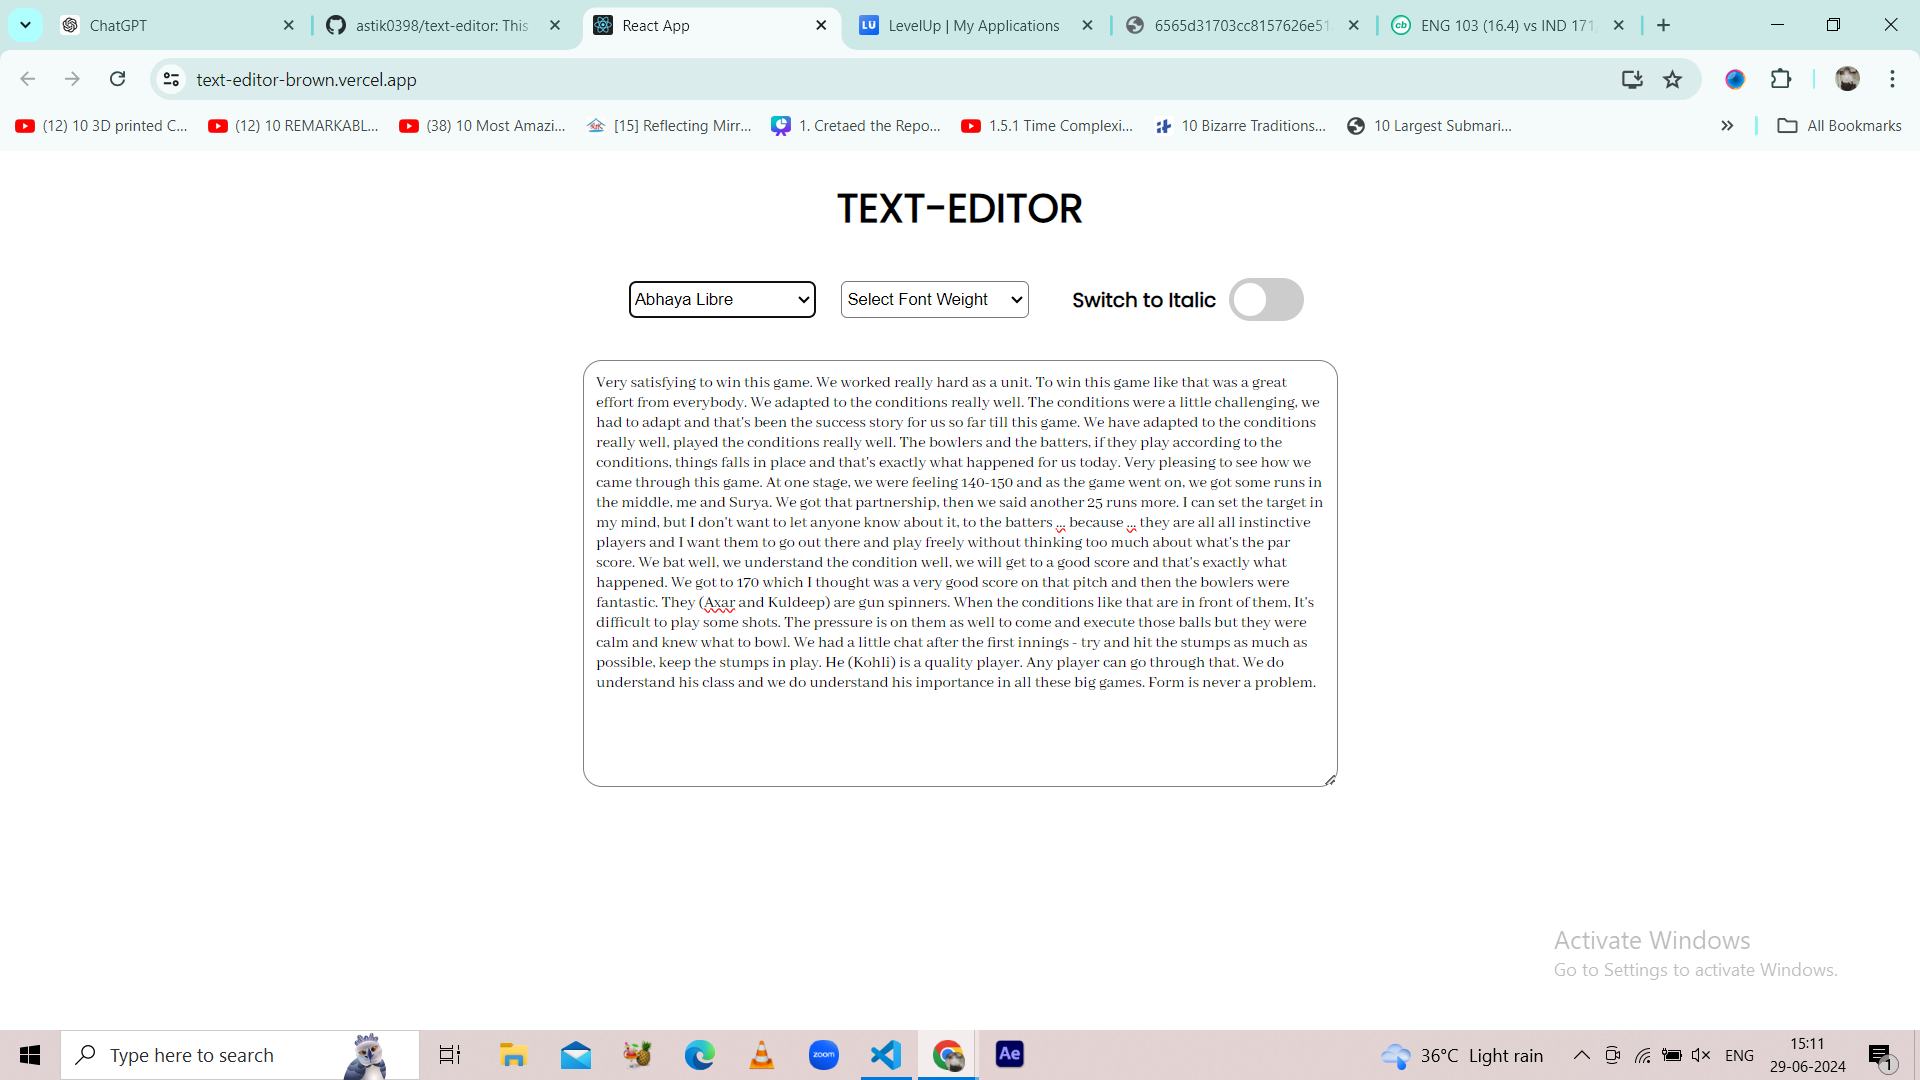 ChatGPT
astik0398/text-editor: This
React App
LevelUp | My Applications
6565d31703cc8157626e51
ENG 103 (16.4) vs IND 171
text-editor-brown.vercel.app
(12) 10 3D printed C...
(12) 10 REMARKABL...
(38) 10 Most Amazi...
[15] Reflecting Mirr...
1. Cretaed the Repo...
1.5.1 Time Complexi...
10 Bizarre Traditions...
10 Largest Submari...
All Bookmarks
TEXT-EDITOR
Abhaya Libre
Select Font Weight
Switch to Italic
Very satisfying to win this game. We worked really hard as a unit. To win this game like that was a great
effort from everybody. We adapted to the conditions really well. The conditions were a little challenging, we
had to adapt and that's been the success story for us so far till this game. We have adapted to the conditions
really well, played the conditions really well. The bowlers and the batters, if they play according to the
conditions, things falls in place and that's exactly what happened for us today. Very pleasing to see how we
came through this game. At one stage, we were feeling 140-150 and as the game went on, we got some runs in
the middle, me and Surya. We got that partnership, then we said another 25 runs more. I can set the target in
my mind, but I don't want to let anyone know about it, to the batters ... because ... they are all all instinctive
players and I want them to go out there and play freely without thinking too much about what's the par
score. We bat well, we understand the condition well, we will get to a good score and that's exactly what
happened. We got to 170 which I thought was a very good score on that pitch and then the bowlers were
fantastic. They (Axar and Kuldeep) are gun spinners. When the conditions like that are in front of them, It's
difficult to play some shots. The pressure is on them as well to come and execute those balls but they were
calm and knew what to bowl. We had a little chat after the first innings - try and hit the stumps as much as
possible, keep the stumps in play. He (Kohli) is a quality player. Any player can go through that. We do
understand his class and we do understand his importance in all these big games. Form is never a problem.
Activate Windows
Go to Settings to activate Windows.
Type here to search
zoom
Ae
36°C Light rain
ENG
15:11
29-06-2024
1